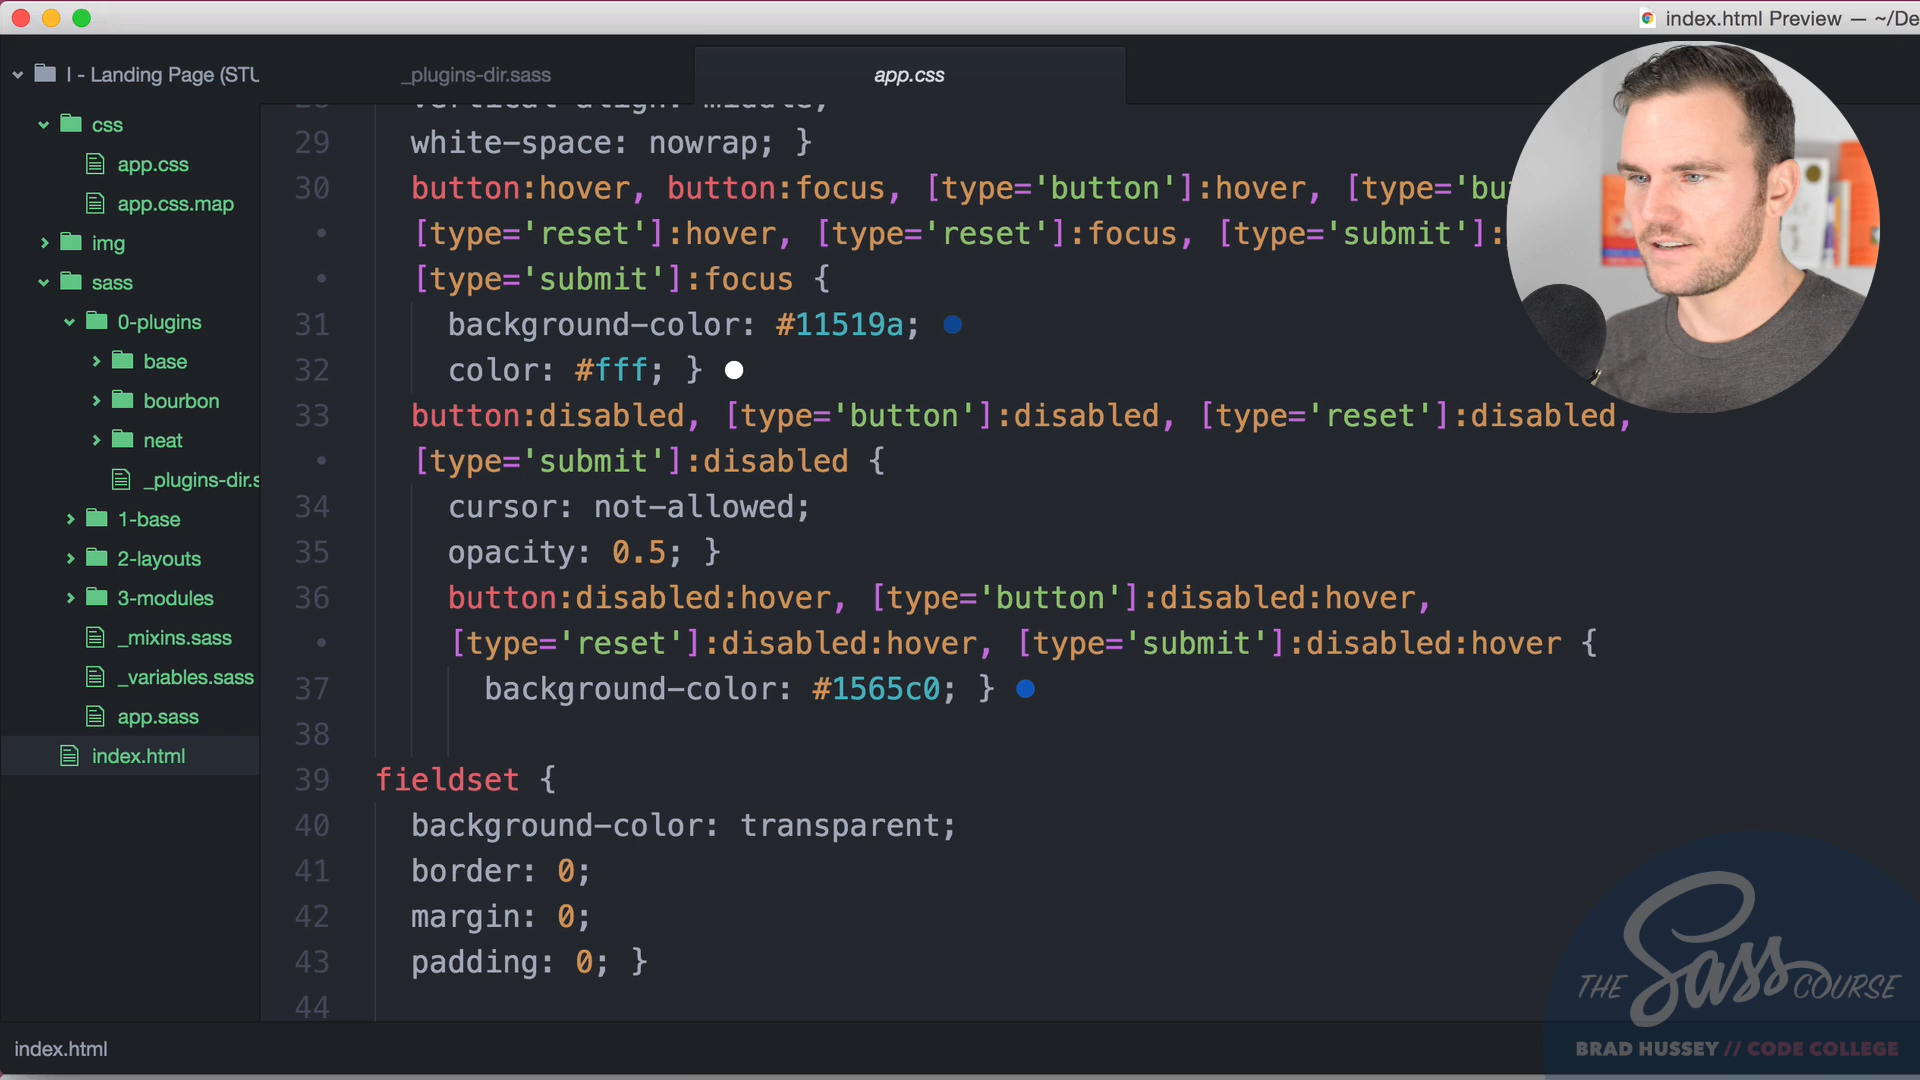 index.html Preview — ~/De
I - Landing Page (STU
_plugins-dir.sass
app.css
css
app.css
app.css.map
img
sass
0-plugins
base
bourbon
neat
_plugins-dir.s
1-base
2-layouts
3-modules
_mixins.sass
_variables.sass
app.sass
index.html
28 vertical-align: middle;
29 white-space: nowrap; }
30 button:hover, button:focus, [type='button']:hover, [type='bu
• [type='reset']:hover, [type='reset']:focus, [type='submit']:
• [type='submit']:focus {
31 background-color: #11519a;
32 color: #fff; }
33 button:disabled, [type='button']:disabled, [type='reset']:disabled,
• [type='submit']:disabled {
34 cursor: not-allowed;
35 opacity: 0.5; }
36 button:disabled:hover, [type='button']:disabled:hover,
• [type='reset']:disabled:hover, [type='submit']:disabled:hover {
37 background-color: #1565c0; }
38
39 fieldset {
40 background-color: transparent;
41 border: 0;
42 margin: 0;
43 padding: 0; }
44
index.html
THE Sass COURSE
BRAD HUSSEY // CODE COLLEGE